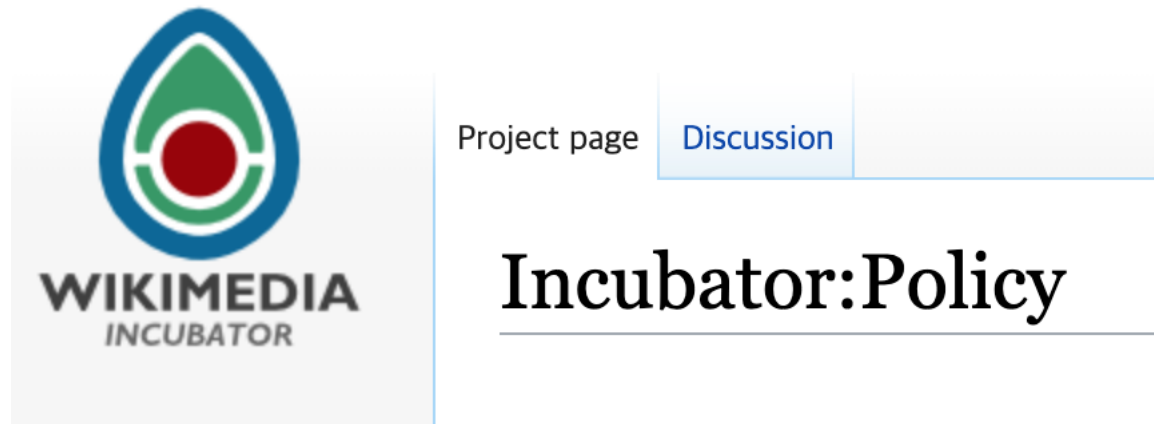 WIKIMEDIA
INCUBATOR
Project page
Discussion
Incubator:Policy